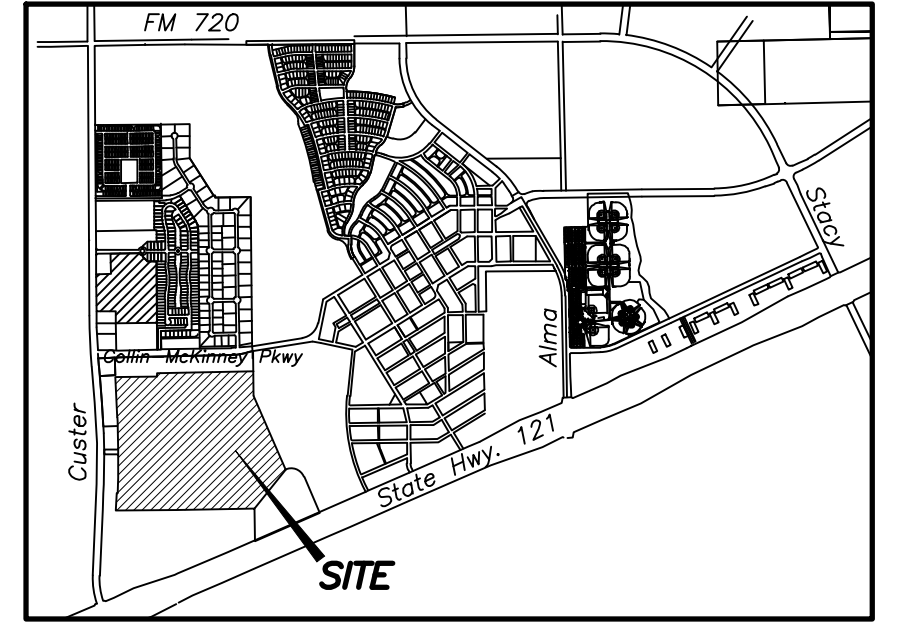 FM 720
Stacy
Alma
Collin McKinney Pkwy
Custer
State Hwy. 121
SITE